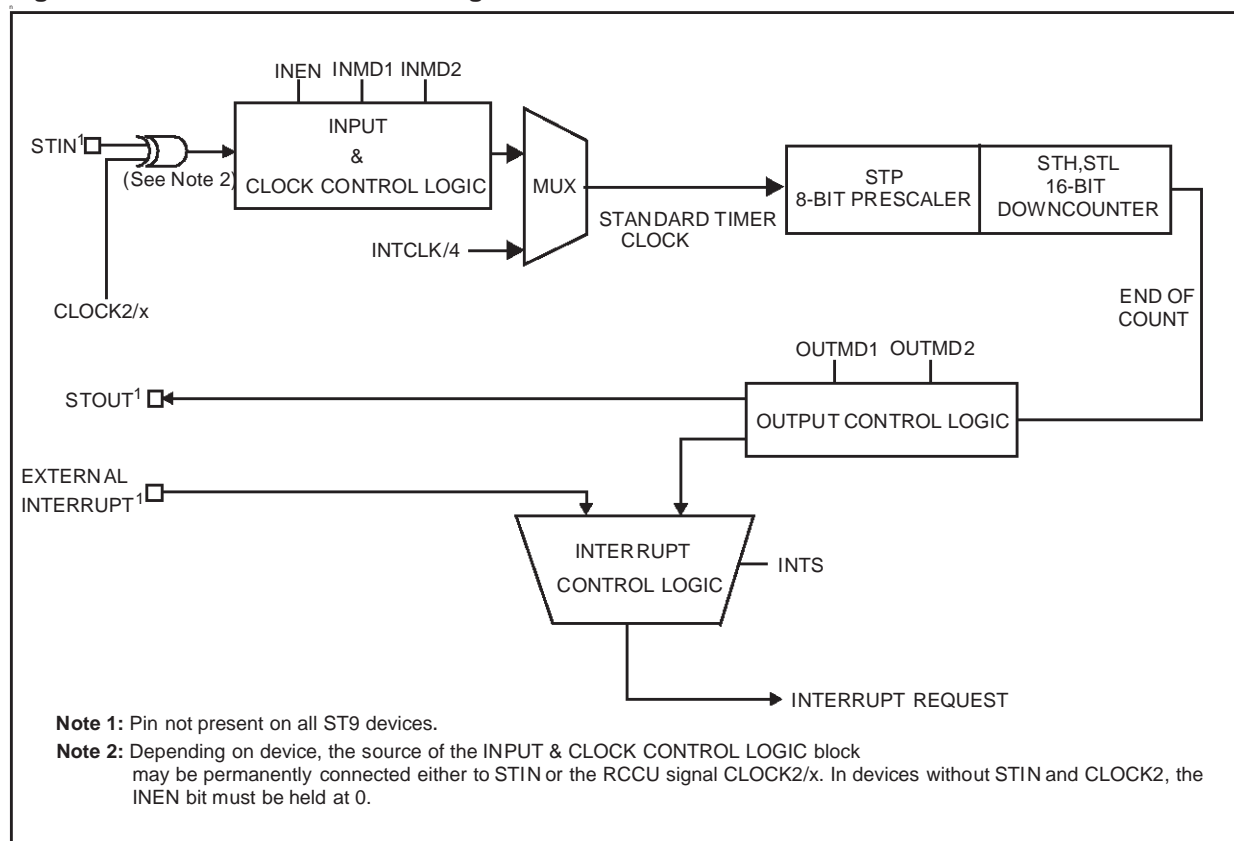 INEN INMD1 INMD2
INPUT
&
CLOCK CONTROL LOGIC
STIN1
(See Note 2)
MUX
STP
8-BIT PRESCALER
STH,STL
16-BIT
DOWNCOUNTER
STANDARD TIMER
CLOCK
INTCLK/4
CLOCK2/x
END OF
COUNT
OUTMD1 OUTMD2
STOUT1
OUTPUT CONTROL LOGIC
EXTERNAL
INTERRUPT1
INTERRUPT
CONTROL LOGIC
INTS
INTERRUPT REQUEST
Note 1: Pin not present on all ST9 devices.
Note 2: Depending on device, the source of the INPUT & CLOCK CONTROL LOGIC block
may be permanently connected either to STIN or the RCCU signal CLOCK2/x. In devices without STIN and CLOCK2, the
INEN bit must be held at 0.